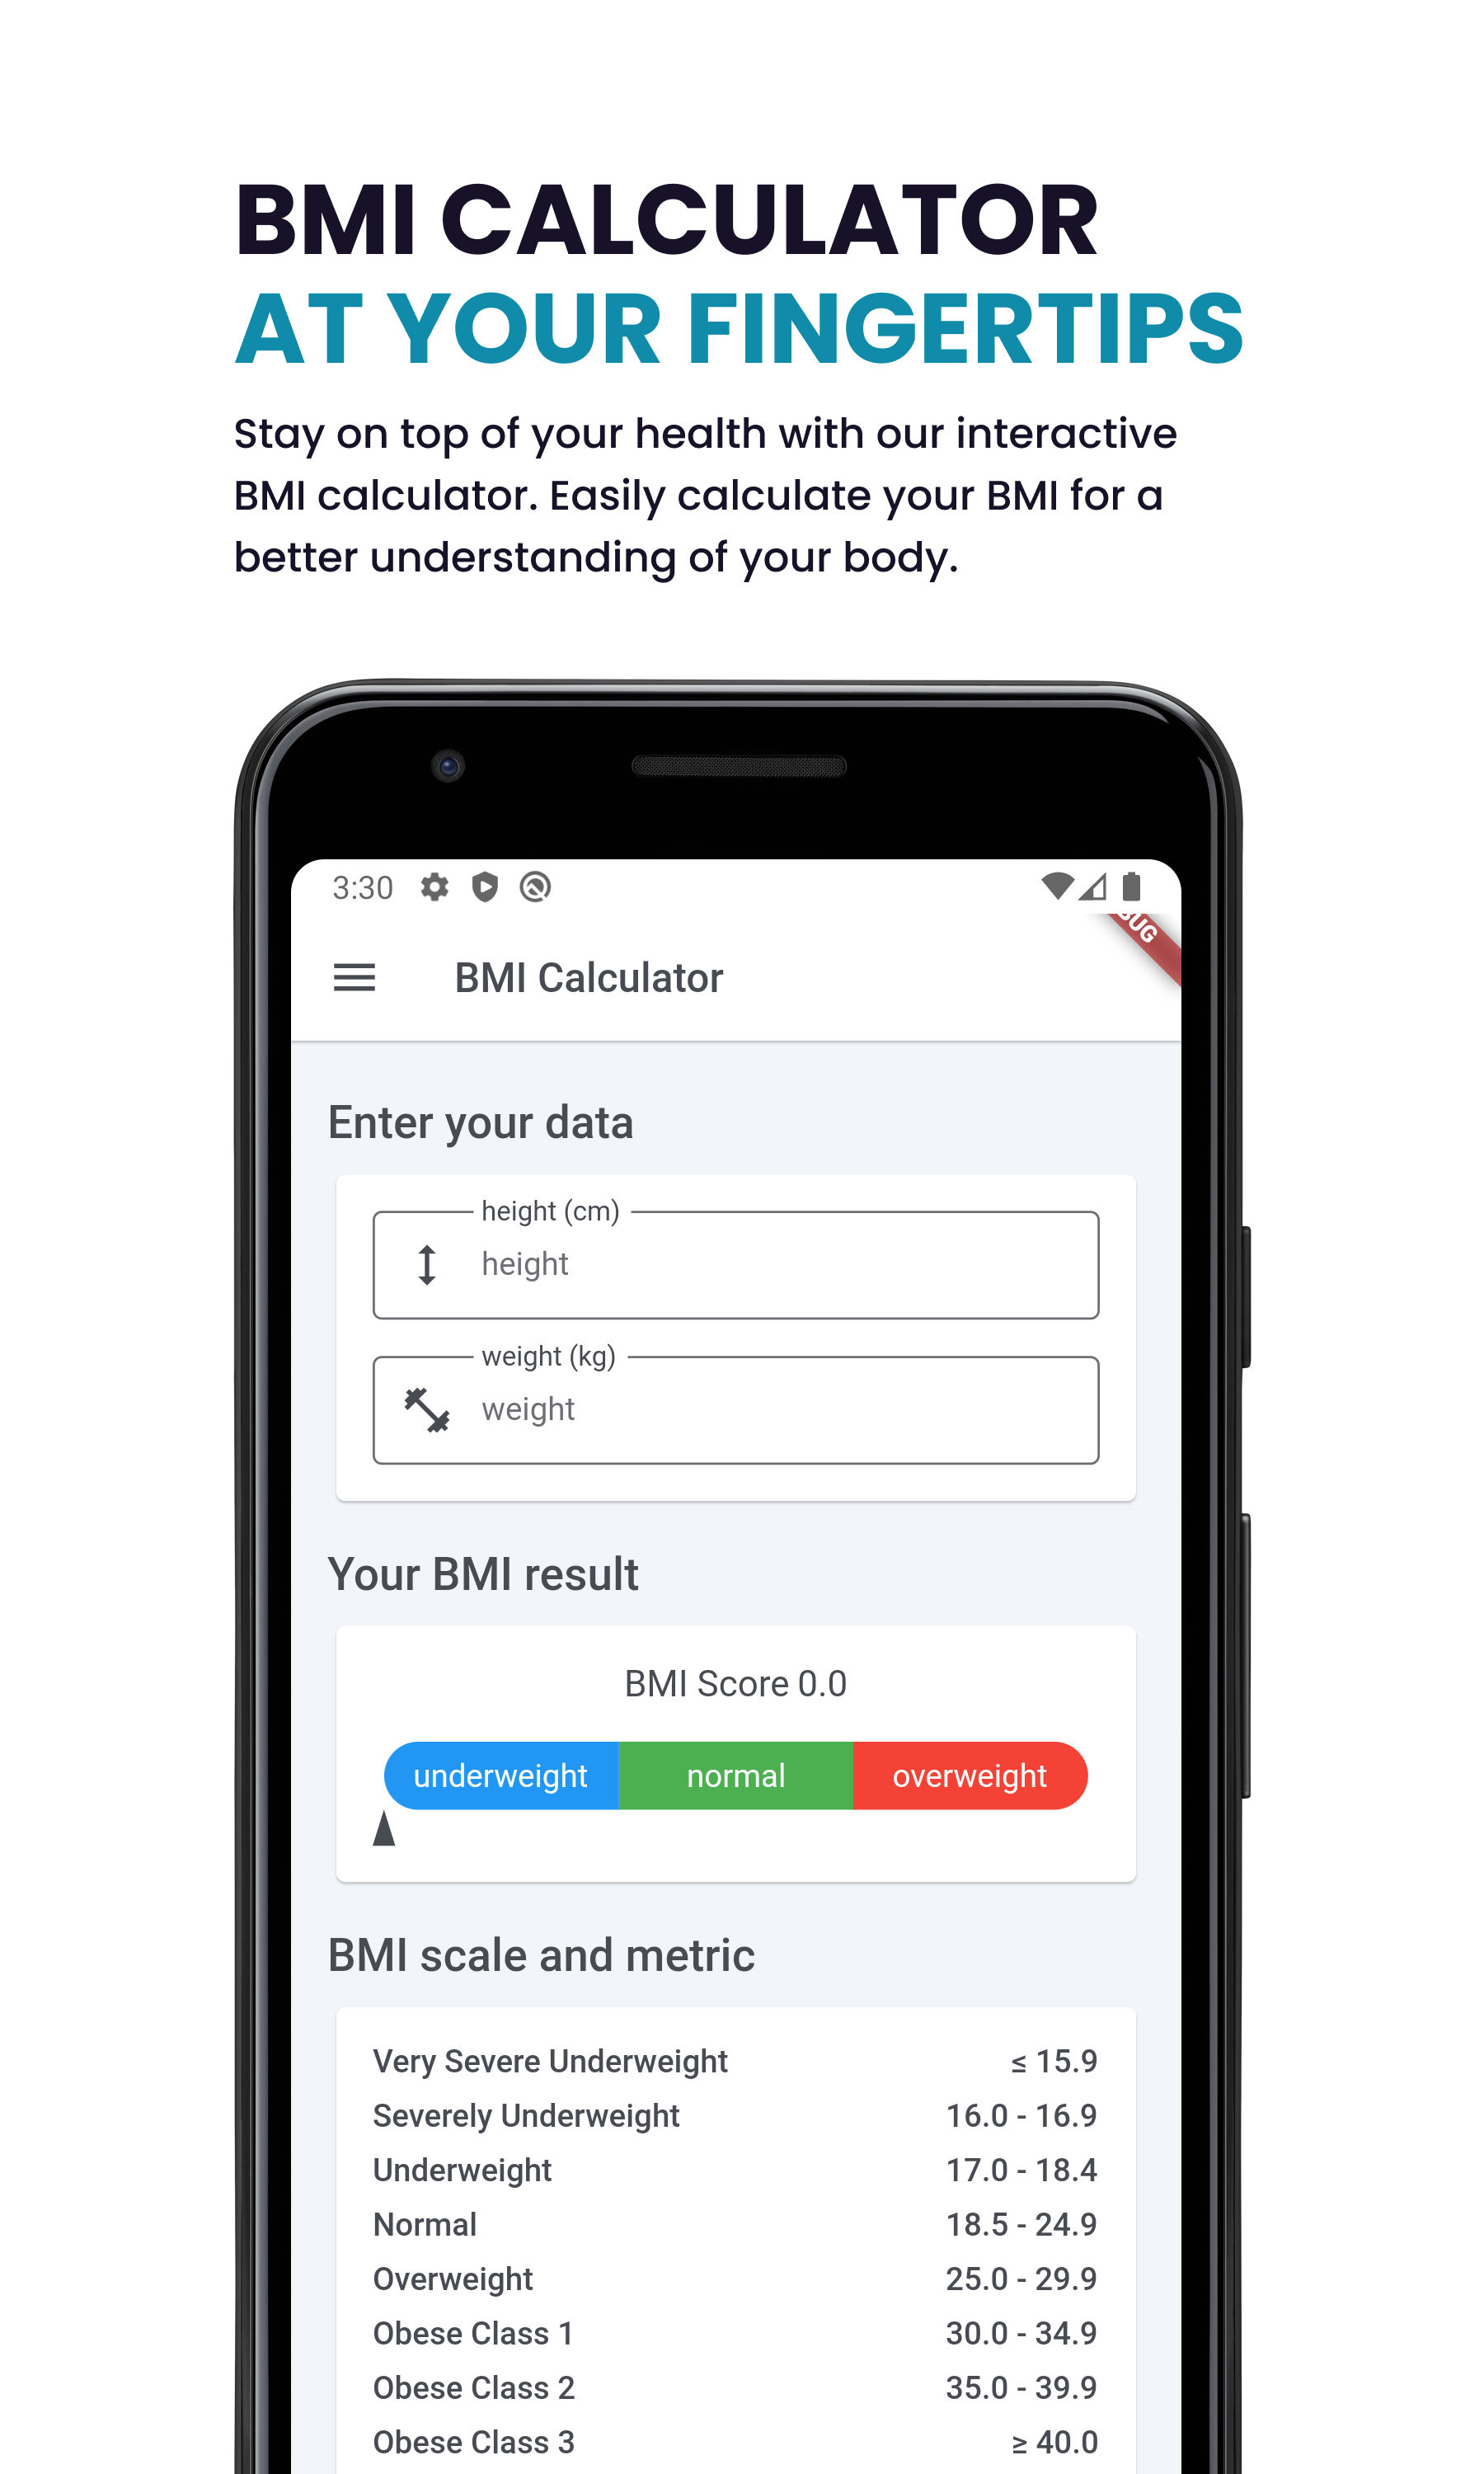 BMI CALCULATOR
AT YOUR FINGERTIPS
Stay on top of your health with our interactive
BMI calculator. Easily calculate your BMI for a
better understanding of your body.
3:30
BMI Calculator
Enter your data
height (cm)
height
weight (kg)
weight
Your BMI result
BMI Score 0.0
underweight normal overweight
BMI scale and metric
Very Severe Underweight ≤ 15.9
Severely Underweight 16.0 - 16.9
Underweight 17.0 - 18.4
Normal 18.5 - 24.9
Overweight 25.0 - 29.9
Obese Class 1 30.0 - 34.9
Obese Class 2 35.0 - 39.9
Obese Class 3 ≥ 40.0